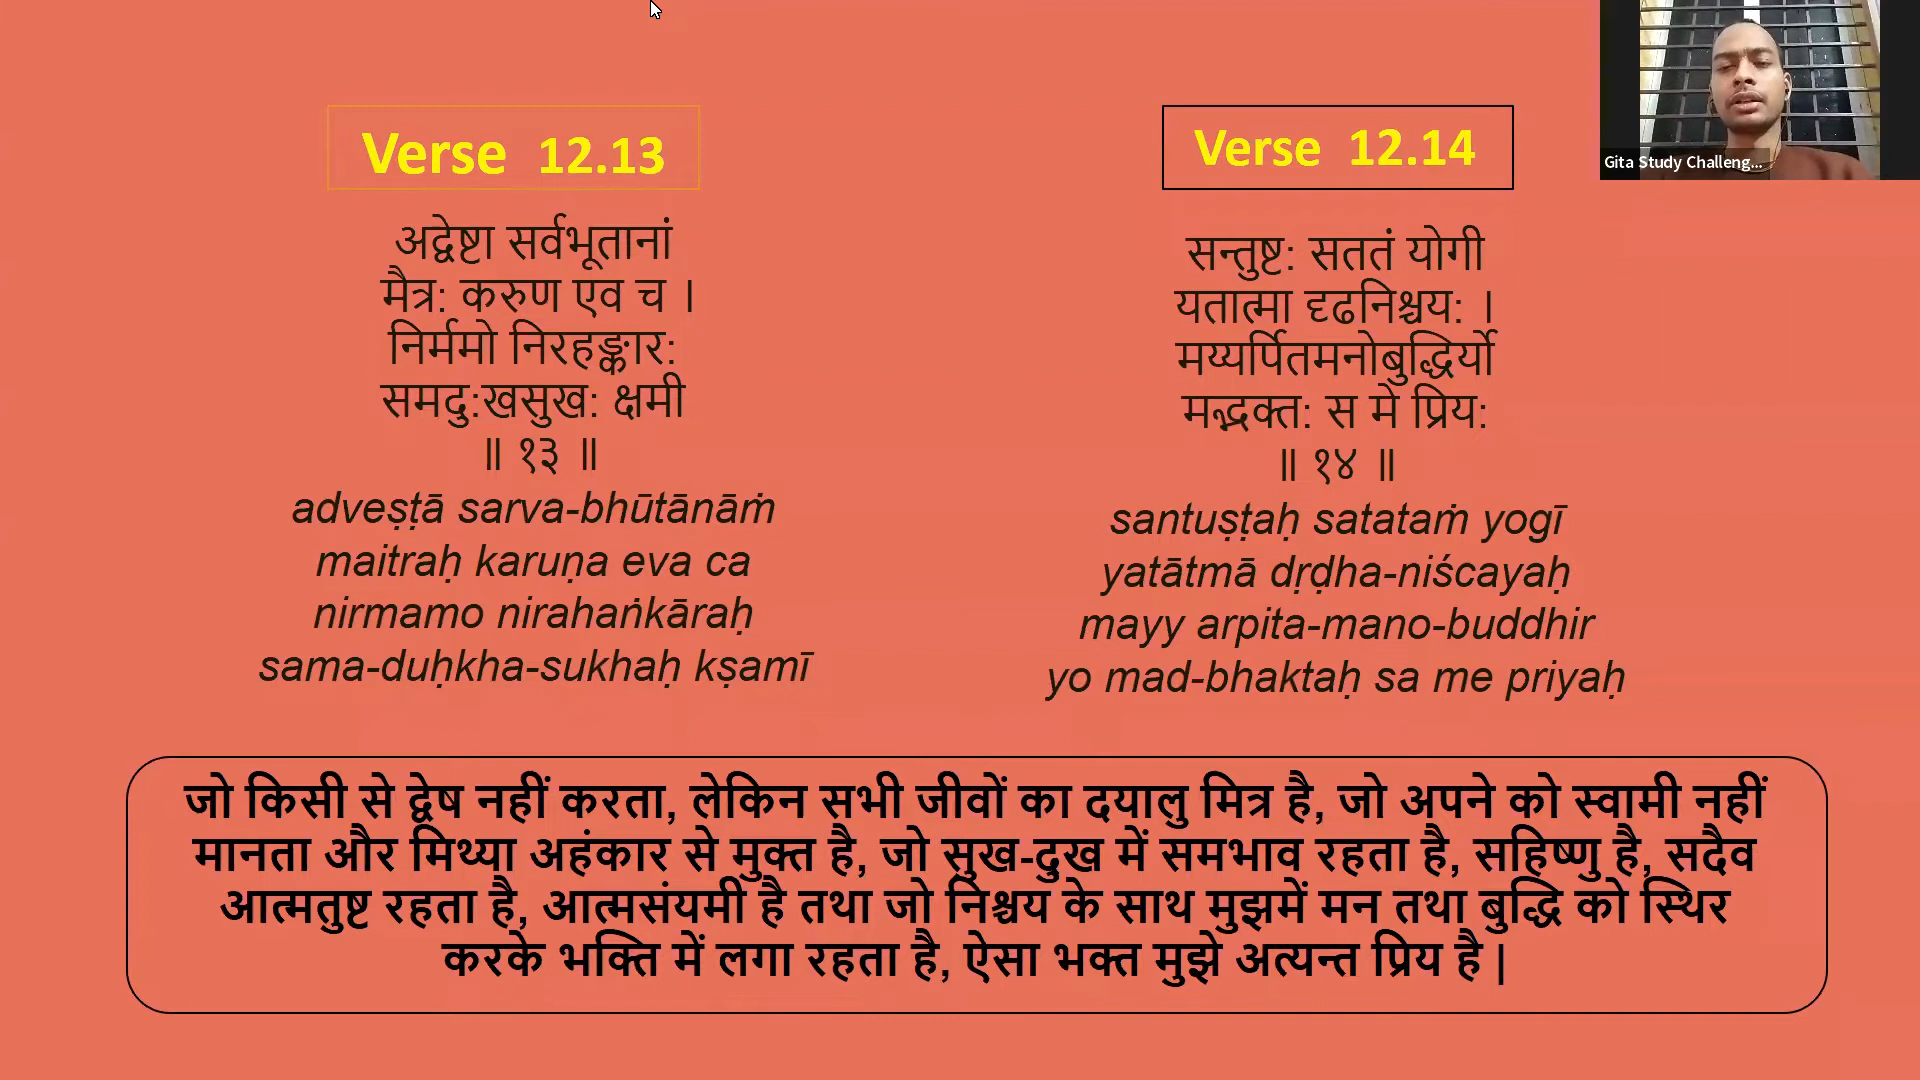 Verse 12.13
अद्वेष्टा सर्वभूतानां
मैत्र: करुण एव च ।
निर्ममो निरहङ्कार:
समदु:खसुख: क्षमी
॥ १३ ॥
adveṣṭā sarva-bhūtānāṁ
maitraḥ karuṇa eva ca
nirmamo nirahaṅkāraḥ
sama-duḥkha-sukhaḥ kṣamī
Verse 12.14
सन्तुष्ट: सततं योगी
यतात्मा दृढनिश्चय: ।
मय्यर्पितमनोबुद्धिर्यो
मद्भक्त: स मे प्रिय:
॥ १४ ॥
santuṣṭaḥ satataṁ yogī
yatātmā dṛḍha-niścayaḥ
mayy arpita-mano-buddhir
yo mad-bhaktaḥ sa me priyaḥ
Gita Study Challeng...
जो किसी से द्वेष नहीं करता, लेकिन सभी जीवों का दयालु मित्र है, जो अपने को स्वामी नहीं
मानता और मिथ्या अहंकार से मुक्त है, जो सुख-दुख में समभाव रहता है, सहिष्णु है, सदैव
आत्मतुष्ट रहता है, आत्मसंयमी है तथा जो निश्चय के साथ मुझमें मन तथा बुद्धि को स्थिर
करके भक्ति में लगा रहता है, ऐसा भक्त मुझे अत्यन्त प्रिय है |